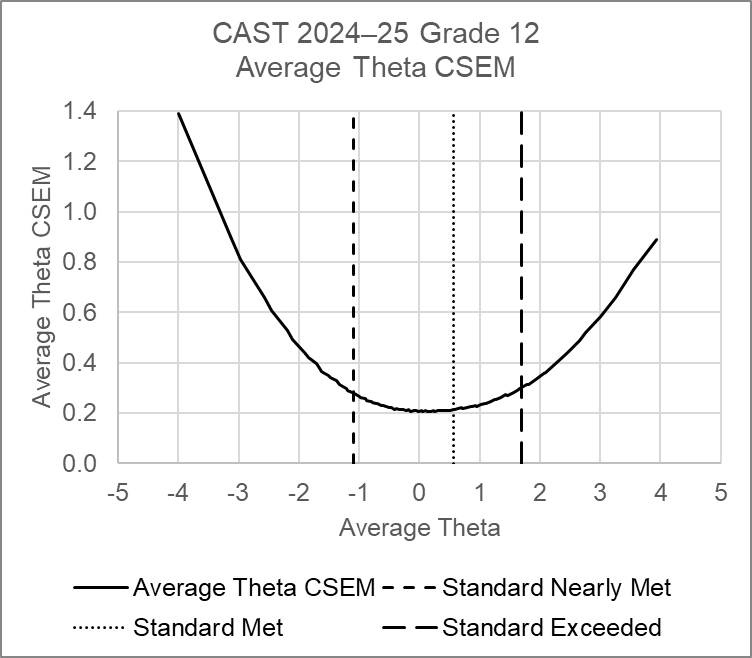 CAST 2024–25 Grade 12
Average Theta CSEM
1.4
1.2
1.0
0.8
0.6
0.4
0.2
0.0
Average Theta CSEM
-5 -4 -3 -2 -1 0 1 2 3 4 5
Average Theta
Average Theta CSEM Standard Nearly Met
Standard Met Standard Exceeded